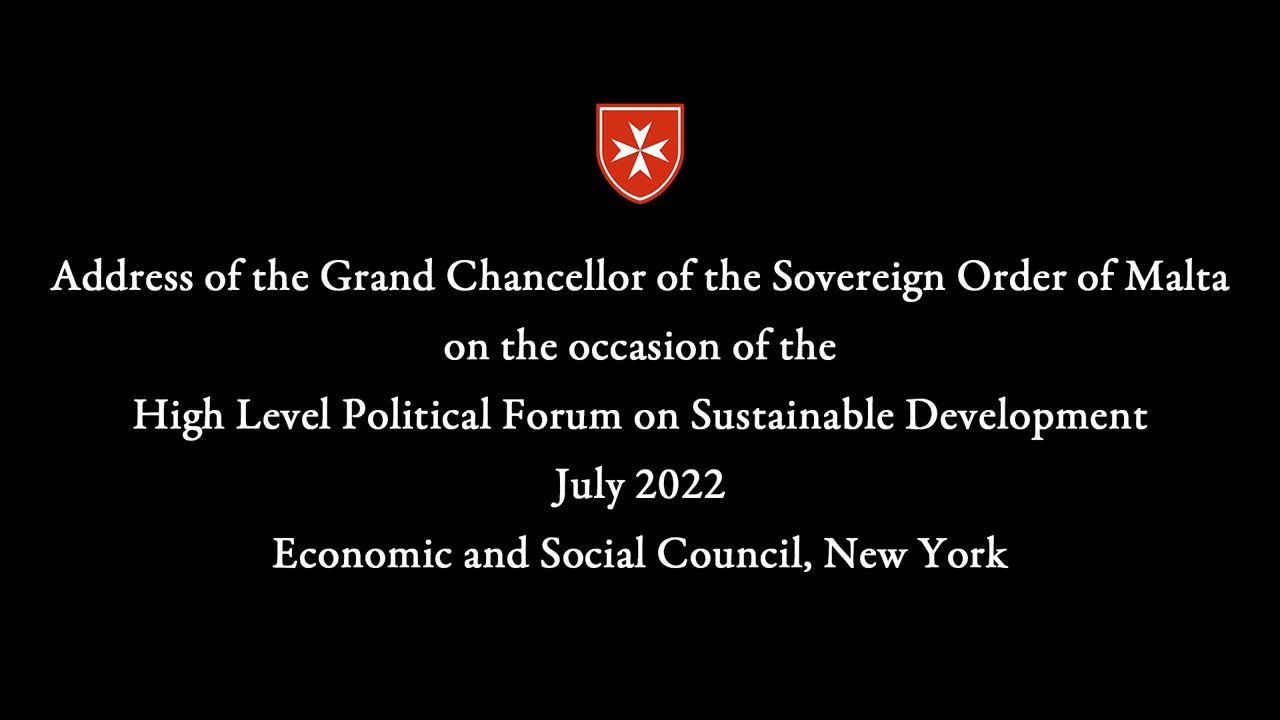 Address of the Grand Chancellor of the Sovereign Order of Malta
on the occasion of the
High Level Political Forum on Sustainable Development
July 2022
Economic and Social Council, New York